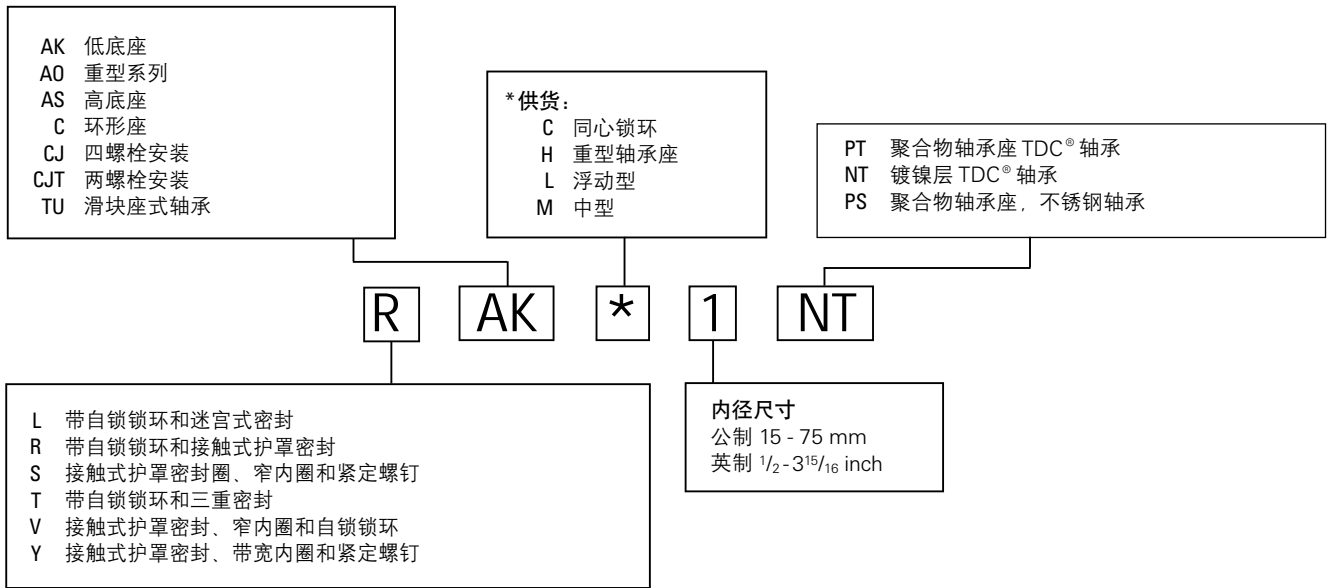 AK 低底座
AO 重型系列
AS 高底座
C 环形座
CJ 四螺栓安装
CJT 两螺栓安装
TU 滑块座式轴承
*供货：
C 同心锁环
H 重型轴承座
L 浮动型
M 中型
PT 聚合物轴承座 TDC® 轴承
NT 镀镍层 TDC® 轴承
PS 聚合物轴承座，不锈钢轴承
R AK * 1 NT
L 带自锁锁环和迷宫式密封
R 带自锁锁环和接触式护罩密封
S 接触式护罩密封圈、窄内圈和紧定螺钉
T 带自锁锁环和三重密封
V 接触式护罩密封、窄内圈和自锁锁环
Y 接触式护罩密封、带宽内圈和紧定螺钉
内径尺寸
公制 15 - 75 mm
英制 1/2 - 3 15/16 inch